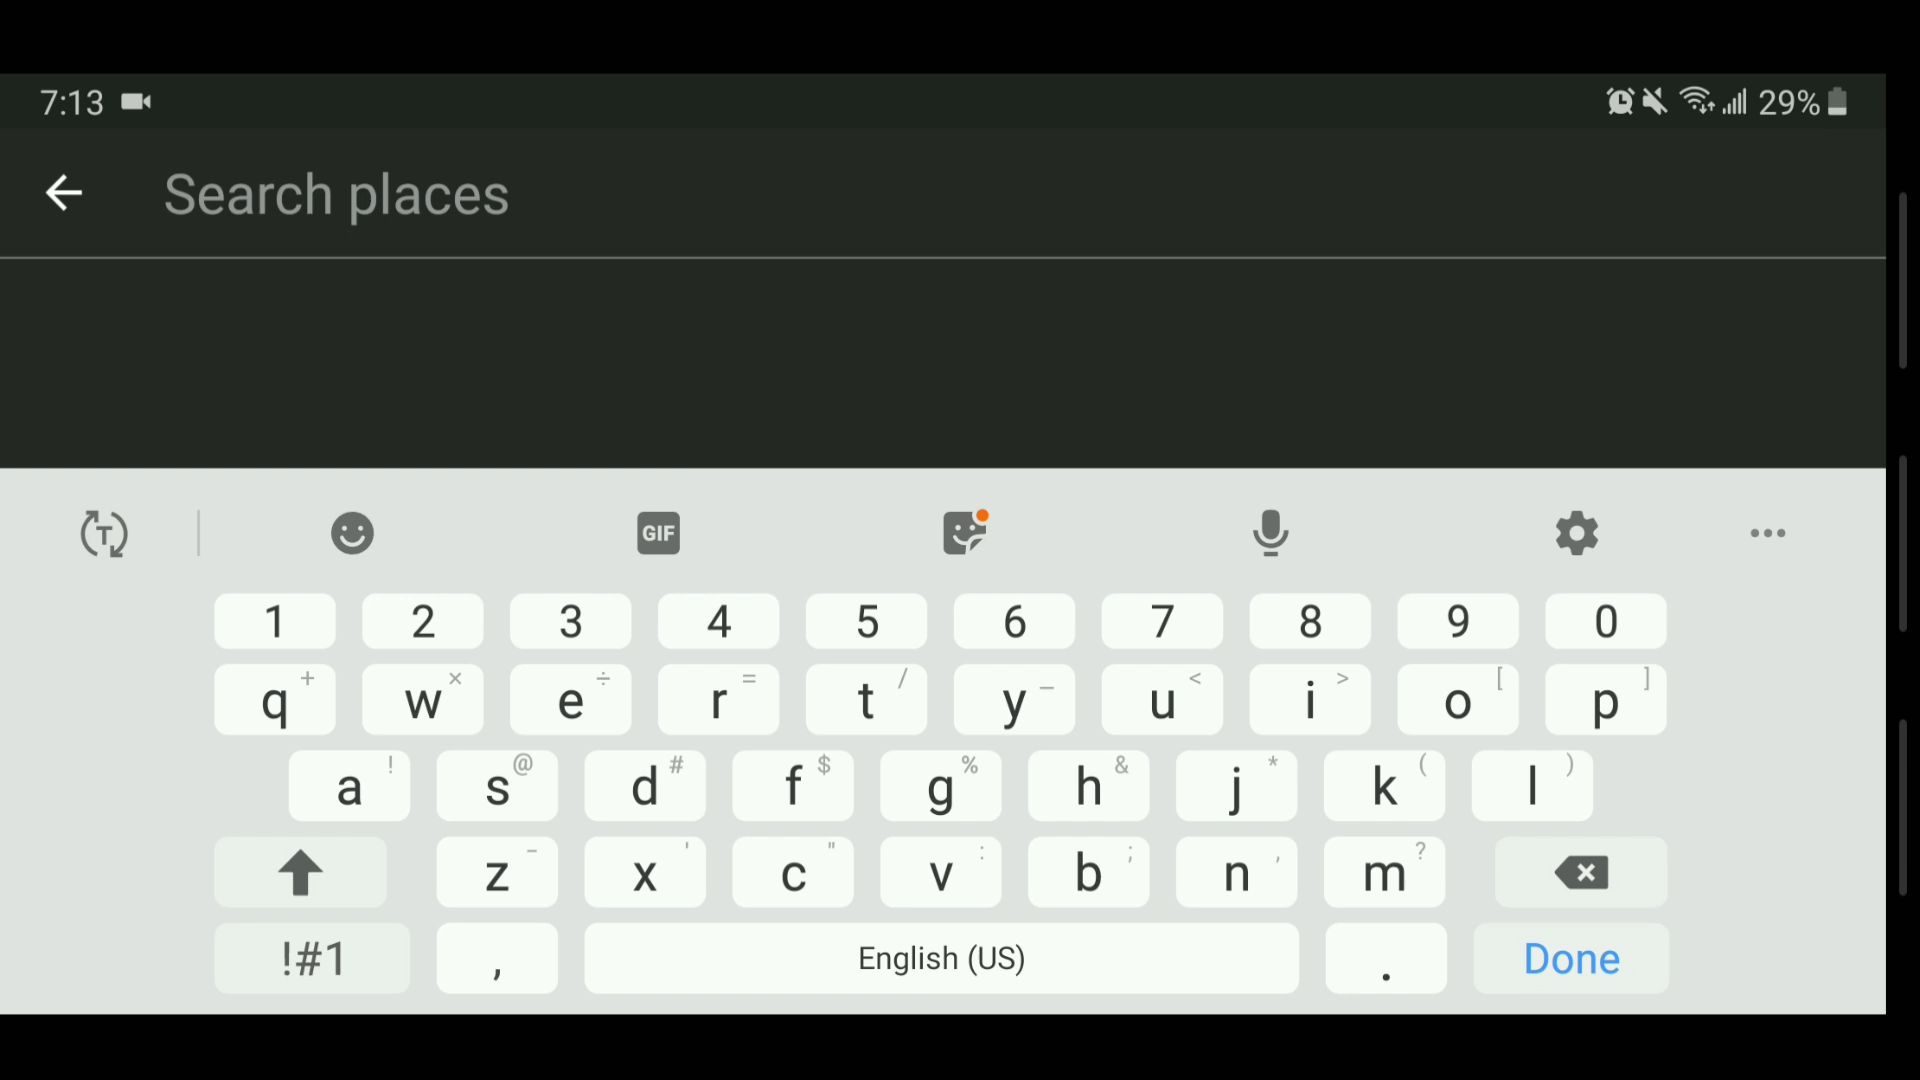 7:13 29%
Search places
T GIF
1 2 3 4 5 6 7 8 9 0
q + w × e ÷ r = t / y _ u < i > o [ p ]
a ! s @ d # f $ g % h & j * k ( l )
z - x ' c " v : b ; n , m ?
!#1 , English (US) . Done